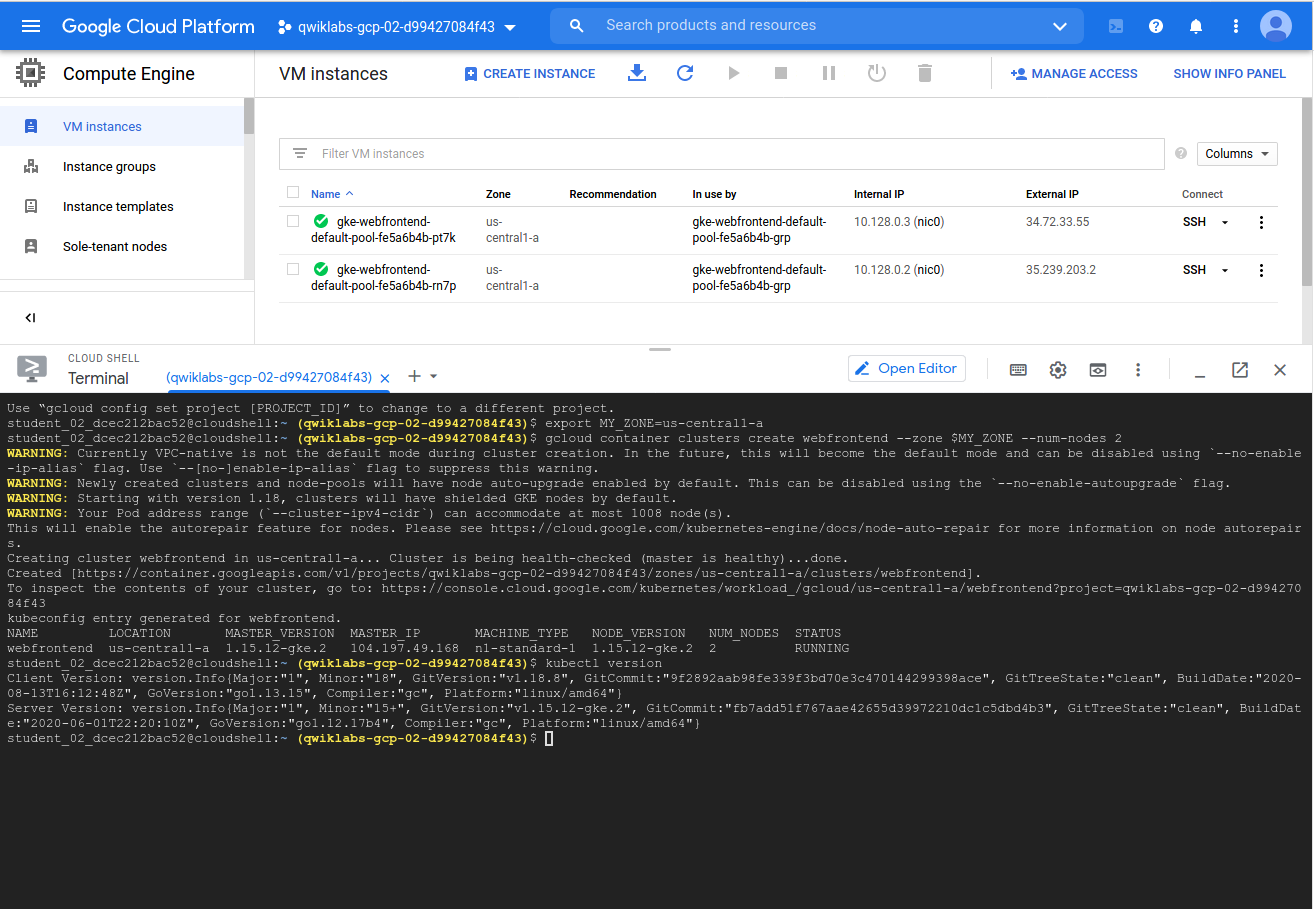 Google Cloud Platform qwiklabs-gcp-02-d99427084f43 Search products and resources
Compute Engine
VM instances CREATE INSTANCE MANAGE ACCESS SHOW INFO PANEL
VM instances
Instance groups
Instance templates
Sole-tenant nodes
Filter VM instances Columns
Name Zone Recommendation In use by Internal IP External IP Connect
gke-webfrontend- us- gke-webfrontend-default- 10.128.0.3 (nic0) 34.72.33.55 SSH
default-pool-fe5a6b4b-pt7k central1-a pool-fe5a6b4b-grp
gke-webfrontend- us- gke-webfrontend-default- 10.128.0.2 (nic0) 35.239.203.2 SSH
default-pool-fe5a6b4b-rn7p central1-a pool-fe5a6b4b-grp
CLOUD SHELL
Terminal (qwiklabs-gcp-02-d99427084f43) Open Editor
Use “gcloud config set project [PROJECT_ID]” to change to a different project.
student_02_dcec212bac52@cloudshell:~ (qwiklabs-gcp-02-d99427084f43)$ export MY_ZONE=us-central1-a
student_02_dcec212bac52@cloudshell:~ (qwiklabs-gcp-02-d99427084f43)$ gcloud container clusters create webfrontend --zone $MY_ZONE --num-nodes 2
WARNING: Currently VPC-native is not the default mode during cluster creation. In the future, this will become the default mode and can be disabled using `--no-enable
-ip-alias` flag. Use `--[no-]enable-ip-alias` flag to suppress this warning.
WARNING: Newly created clusters and node-pools will have node auto-upgrade enabled by default. This can be disabled using the `--no-enable-autoupgrade` flag.
WARNING: Starting with version 1.18, clusters will have shielded GKE nodes by default.
WARNING: Your Pod address range (`--cluster-ipv4-cidr`) can accommodate at most 1008 node(s).
This will enable the autorepair feature for nodes. Please see https://cloud.google.com/kubernetes-engine/docs/node-auto-repair for more information on node autorepair
s.
Creating cluster webfrontend in us-central1-a... Cluster is being health-checked (master is healthy)...done.
Created [https://container.googleapis.com/v1/projects/qwiklabs-gcp-02-d99427084f43/zones/us-central1-a/clusters/webfrontend].
To inspect the contents of your cluster, go to: https://console.cloud.google.com/kubernetes/workload_/gcloud/us-central1-a/webfrontend?project=qwiklabs-gcp-02-d994270
84f43
kubeconfig entry generated for webfrontend.
NAME LOCATION MASTER_VERSION MASTER_IP MACHINE_TYPE NODE_VERSION NUM_NODES STATUS
webfrontend us-central1-a 1.15.12-gke.2 104.197.49.168 n1-standard-1 1.15.12-gke.2 2 RUNNING
student_02_dcec212bac52@cloudshell:~ (qwiklabs-gcp-02-d99427084f43)$ kubectl version
Client Version: version.Info{Major:"1", Minor:"18", GitVersion:"v1.18.8", GitCommit:"9f2892aab98fe339f3bd70e3c470144299398ace", GitTreeState:"clean", BuildDate:"2020-
08-13T16:12:48Z", GoVersion:"go1.13.15", Compiler:"gc", Platform:"linux/amd64"}
Server Version: version.Info{Major:"1", Minor:"15+", GitVersion:"v1.15.12-gke.2", GitCommit:"fb7add51f767aae42655d39972210dc1c5dbd4b3", GitTreeState:"clean", BuildDat
e:"2020-06-01T22:20:10Z", GoVersion:"go1.12.17b4", Compiler:"gc", Platform:"linux/amd64"}
student_02_dcec212bac52@cloudshell:~ (qwiklabs-gcp-02-d99427084f43)$